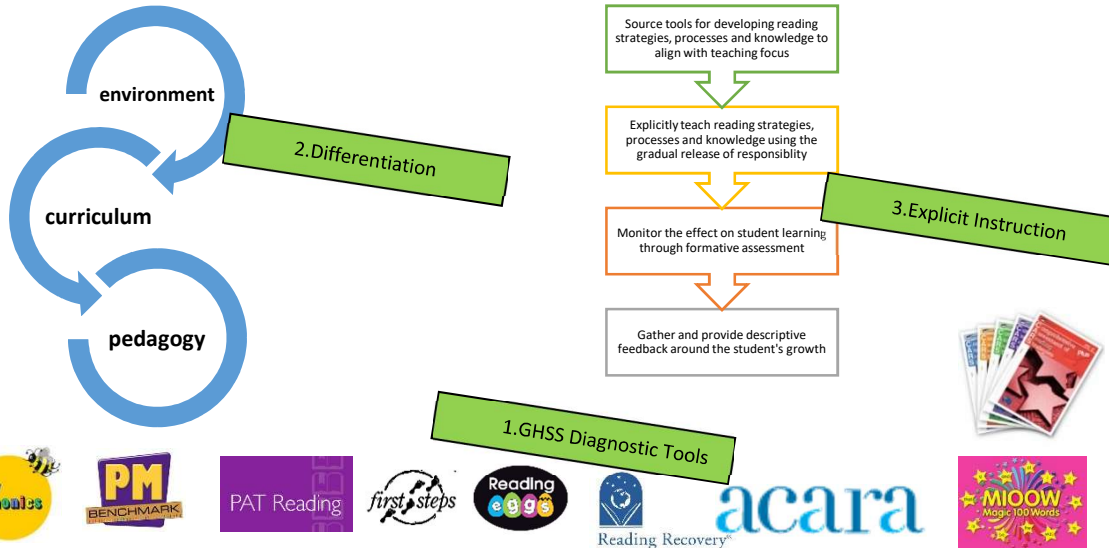 environment
curriculum
pedagogy
2.Differentiation
Source tools for developing reading
strategies, processes and knowledge to
align with teaching focus
Explicitly teach reading strategies,
processes and knowledge using the
gradual release of responsiblity
Monitor the effect on student learning
through formative assessment
Gather and provide descriptive
feedback around the student's growth
3.Explicit Instruction
1.GHSS Diagnostic Tools
PM
BENCHMARK
PAT Reading
first steps
Reading
eggs
Reading Recovery
acara
MIOOW
Magic 100 Words